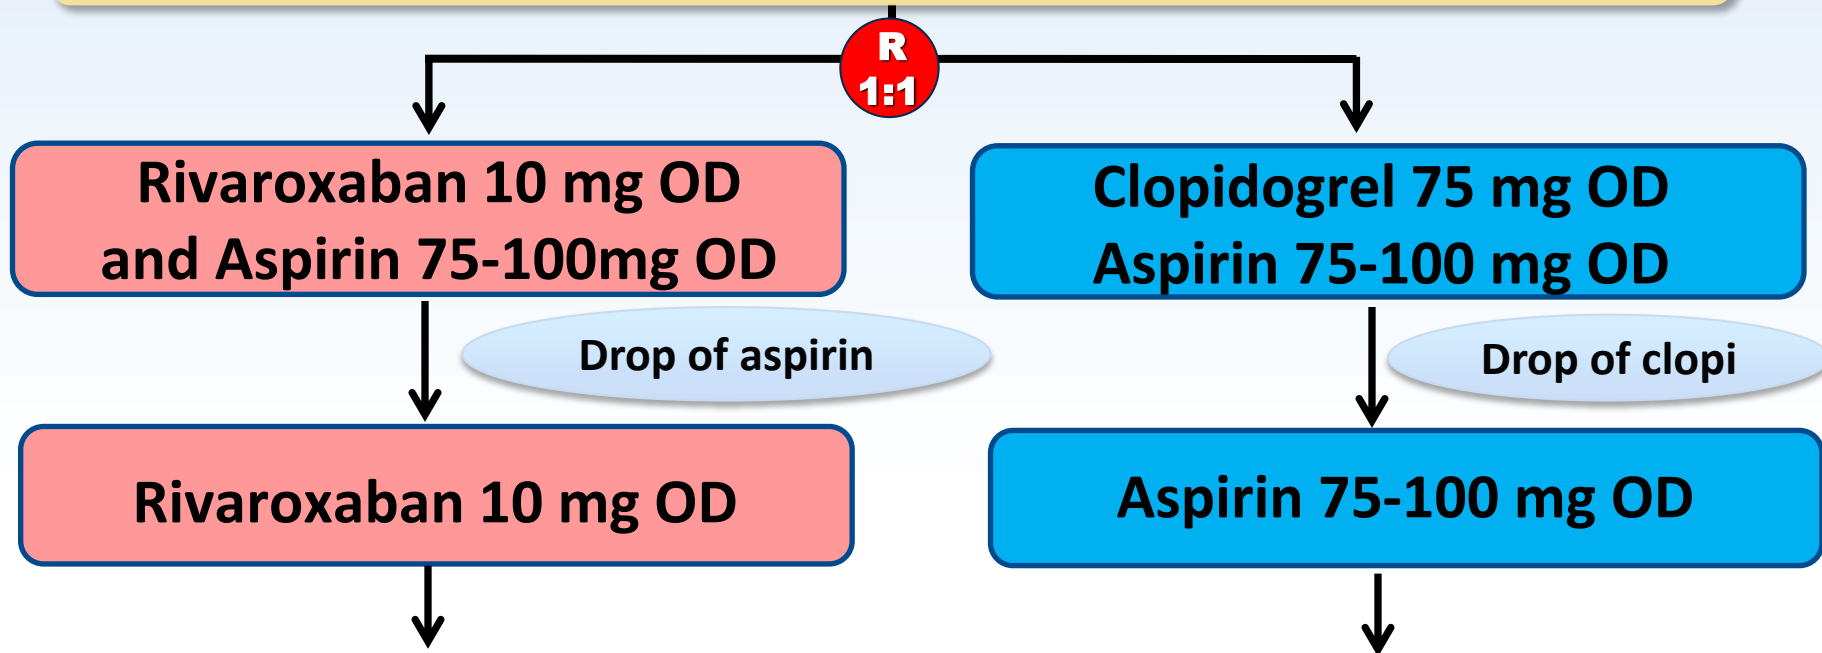 R
1:1
Rivaroxaban 10 mg OD
and Aspirin 75-100mg OD
Clopidogrel 75 mg OD
Aspirin 75-100 mg OD
Drop of aspirin
Drop of clopi
Rivaroxaban 10 mg OD
Aspirin 75-100 mg OD